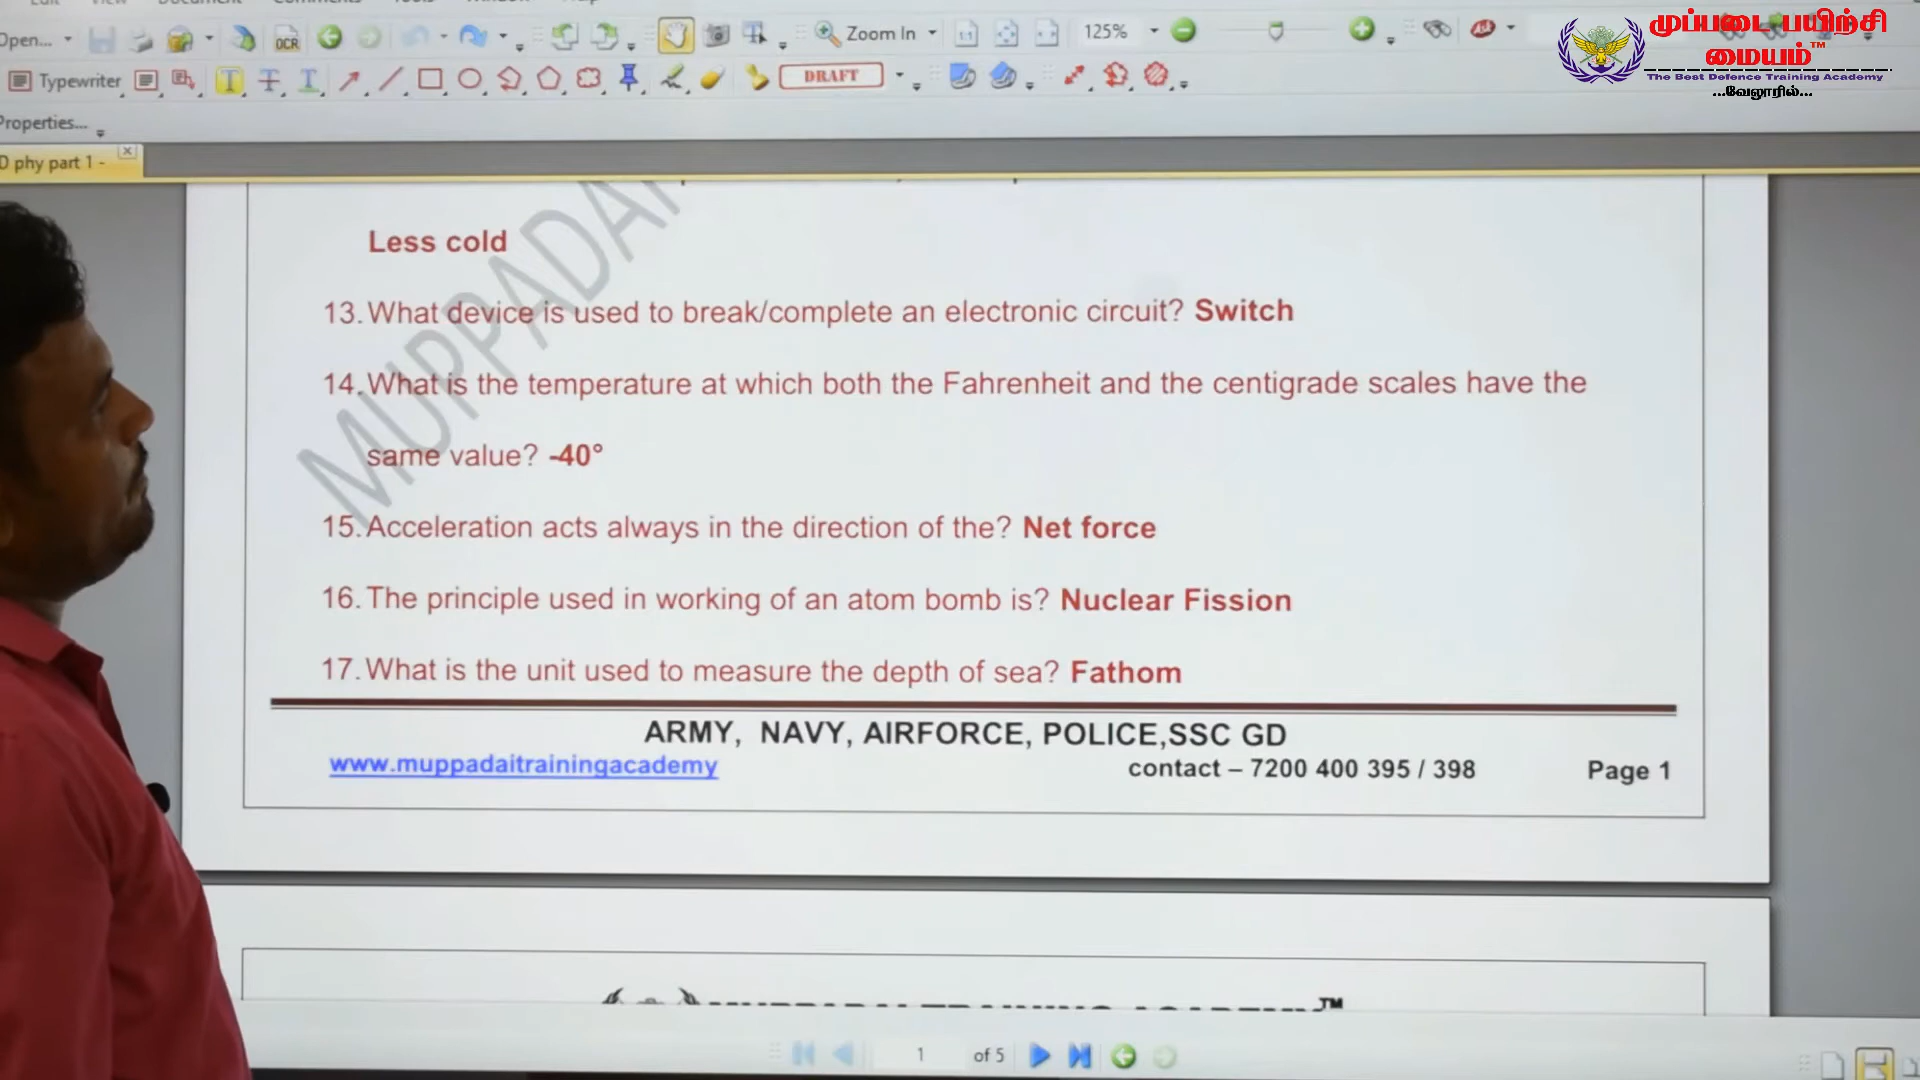 முப்படை பயிற்சி
மையம்™
The Best Defence Training Academy
...வேலூரில்...
Open...
OCR
Zoom In
125%
Typewriter
DRAFT
Properties...
D phy part 1 -
MUPPADAI
Less cold
13. What device is used to break/complete an electronic circuit? Switch
14. What is the temperature at which both the Fahrenheit and the centigrade scales have the
same value? -40°
15. Acceleration acts always in the direction of the? Net force
16. The principle used in working of an atom bomb is? Nuclear Fission
17. What is the unit used to measure the depth of sea? Fathom
ARMY, NAVY, AIRFORCE, POLICE,SSC GD
www.muppadaitrainingacademy
contact – 7200 400 395 / 398
Page 1
TM
1 of 5